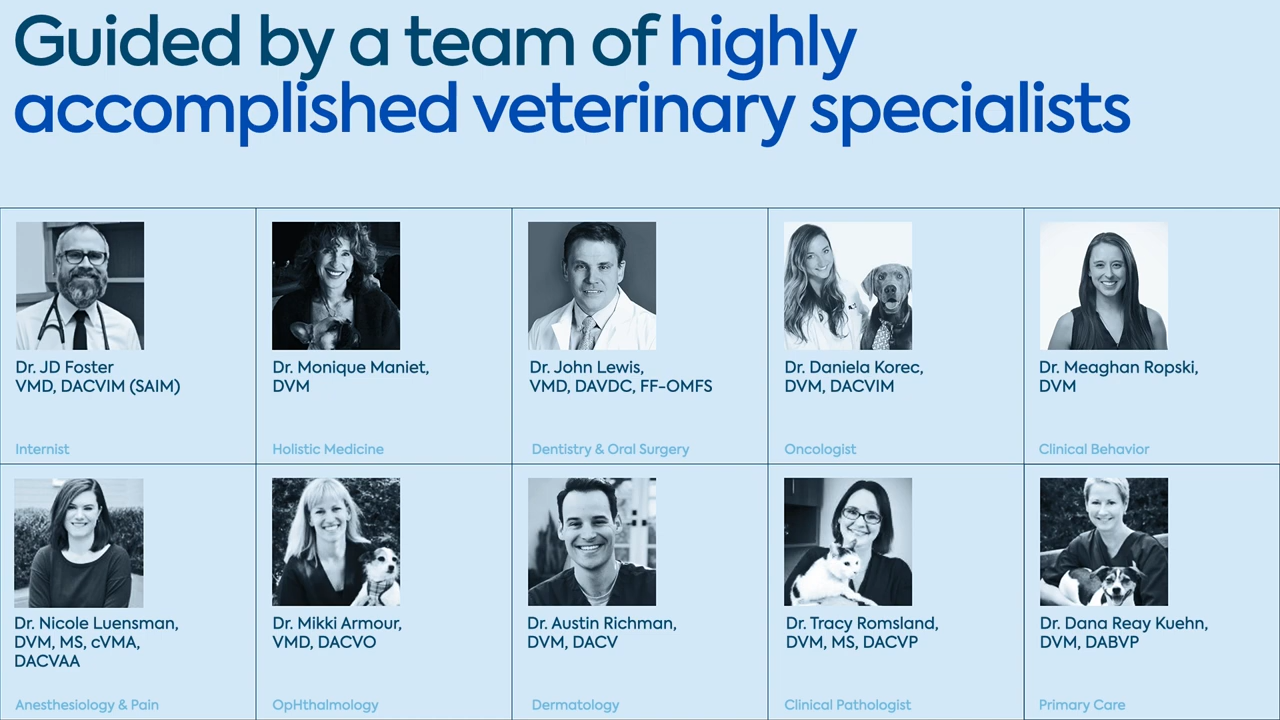 Guided by a team of highly
accomplished veterinary specialists
Dr. JD Foster
VMD, DACVIM (SAIM)
Internist
Dr. Monique Maniet,
DVM
Holistic Medicine
Dr. John Lewis,
VMD, DAVDC, FF-OMFS
Dentistry & Oral Surgery
Dr. Daniela Korec,
DVM, DACVIM
Oncologist
Dr. Meaghan Ropski,
DVM
Clinical Behavior
Dr. Nicole Luensman,
DVM, MS, cVMA,
DACVAA
Anesthesiology & Pain
Dr. Mikki Armour,
VMD, DACVO
OpHthalmology
Dr. Austin Richman,
DVM, DACV
Dermatology
Dr. Tracy Romsland,
DVM, MS, DACVP
Clinical Pathologist
Dr. Dana Reay Kuehn,
DVM, DABVP
Primary Care